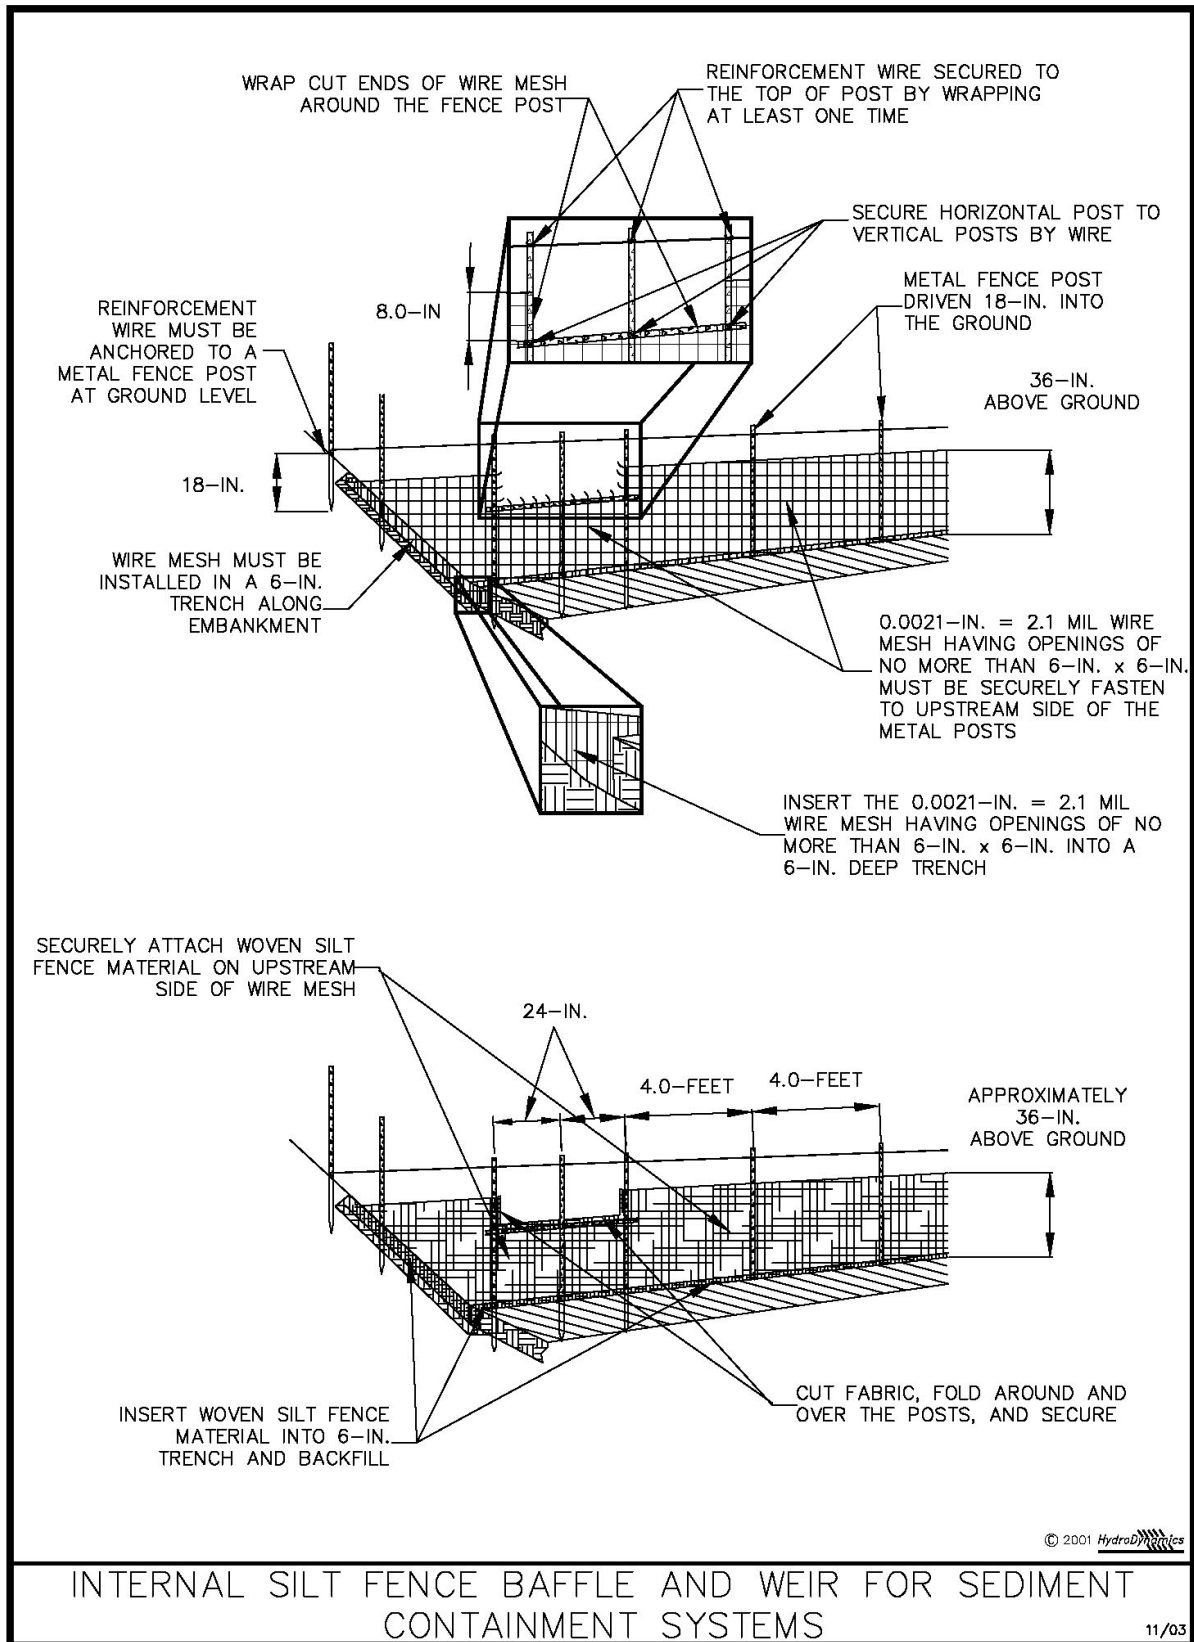 WRAP CUT ENDS OF WIRE MESH
AROUND THE FENCE POST
REINFORCEMENT WIRE SECURED TO
THE TOP OF POST BY WRAPPING
AT LEAST ONE TIME
SECURE HORIZONTAL POST TO
VERTICAL POSTS BY WIRE
METAL FENCE POST
DRIVEN 18-IN. INTO
THE GROUND
8.0-IN
REINFORCEMENT
WIRE MUST BE
ANCHORED TO A
METAL FENCE POST
AT GROUND LEVEL
36-IN.
ABOVE GROUND
18-IN.
WIRE MESH MUST BE
INSTALLED IN A 6-IN.
TRENCH ALONG
EMBANKMENT
0.0021-IN. = 2.1 MIL WIRE
MESH HAVING OPENINGS OF
NO MORE THAN 6-IN. x 6-IN.
MUST BE SECURELY FASTEN
TO UPSTREAM SIDE OF THE
METAL POSTS
INSERT THE 0.0021-IN. = 2.1 MIL
WIRE MESH HAVING OPENINGS OF NO
MORE THAN 6-IN. x 6-IN. INTO A
6-IN. DEEP TRENCH
SECURELY ATTACH WOVEN SILT
FENCE MATERIAL ON UPSTREAM
SIDE OF WIRE MESH
24-IN.
4.0-FEET
4.0-FEET
APPROXIMATELY
36-IN.
ABOVE GROUND
CUT FABRIC, FOLD AROUND AND
OVER THE POSTS, AND SECURE
INSERT WOVEN SILT FENCE
MATERIAL INTO 6-IN.
TRENCH AND BACKFILL
© 2001 HydroDynamics
INTERNAL SILT FENCE BAFFLE AND WEIR FOR SEDIMENT
CONTAINMENT SYSTEMS
11/03